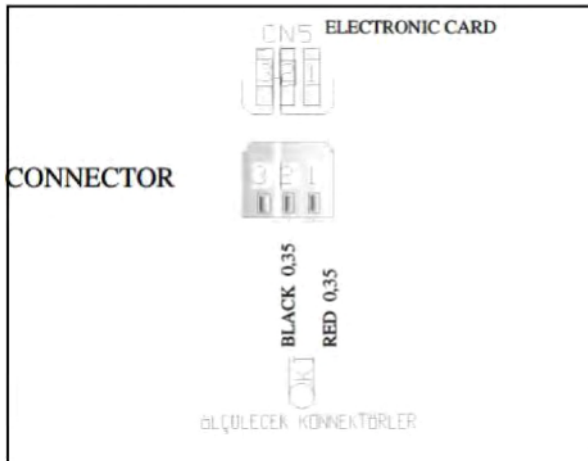 CN5 ELECTRONIC CARD
3 2 1
CONNECTOR
3 2 1
BLACK 0,35
RED 0,35
K
ÖLÇÜLECEK KONNEKTÖRLER